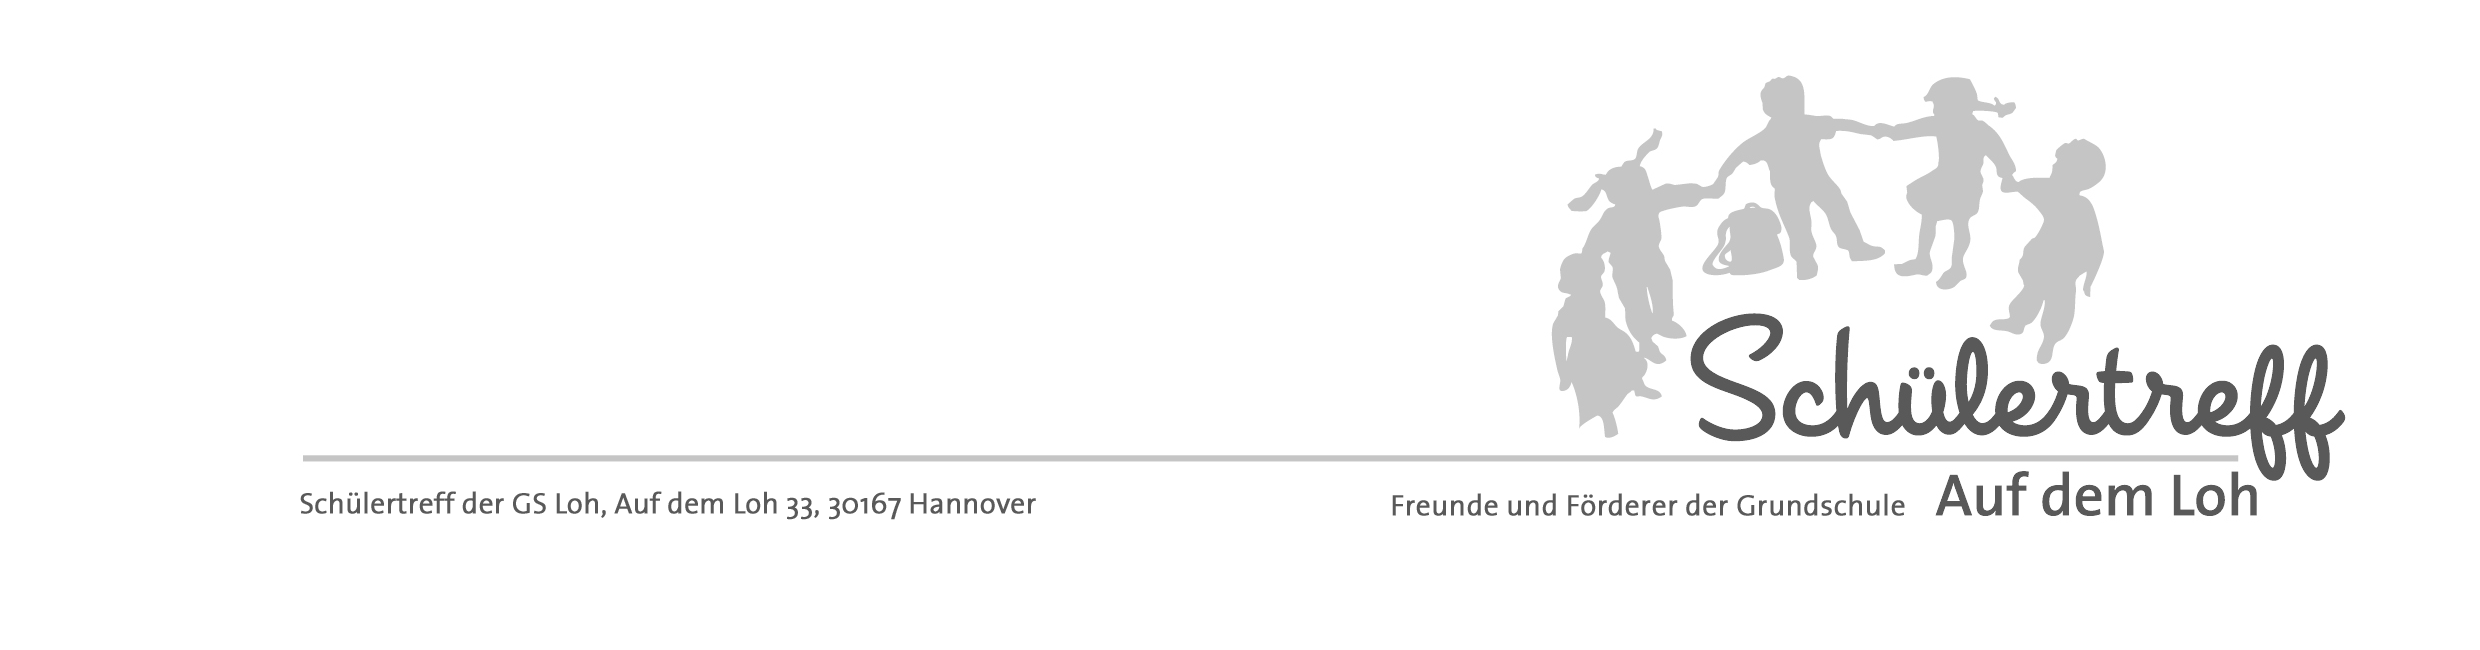 Schülertreff
Schülertreff der GS Loh, Auf dem Loh 33, 30167 Hannover
Freunde und Förderer der Grundschule Auf dem Loh